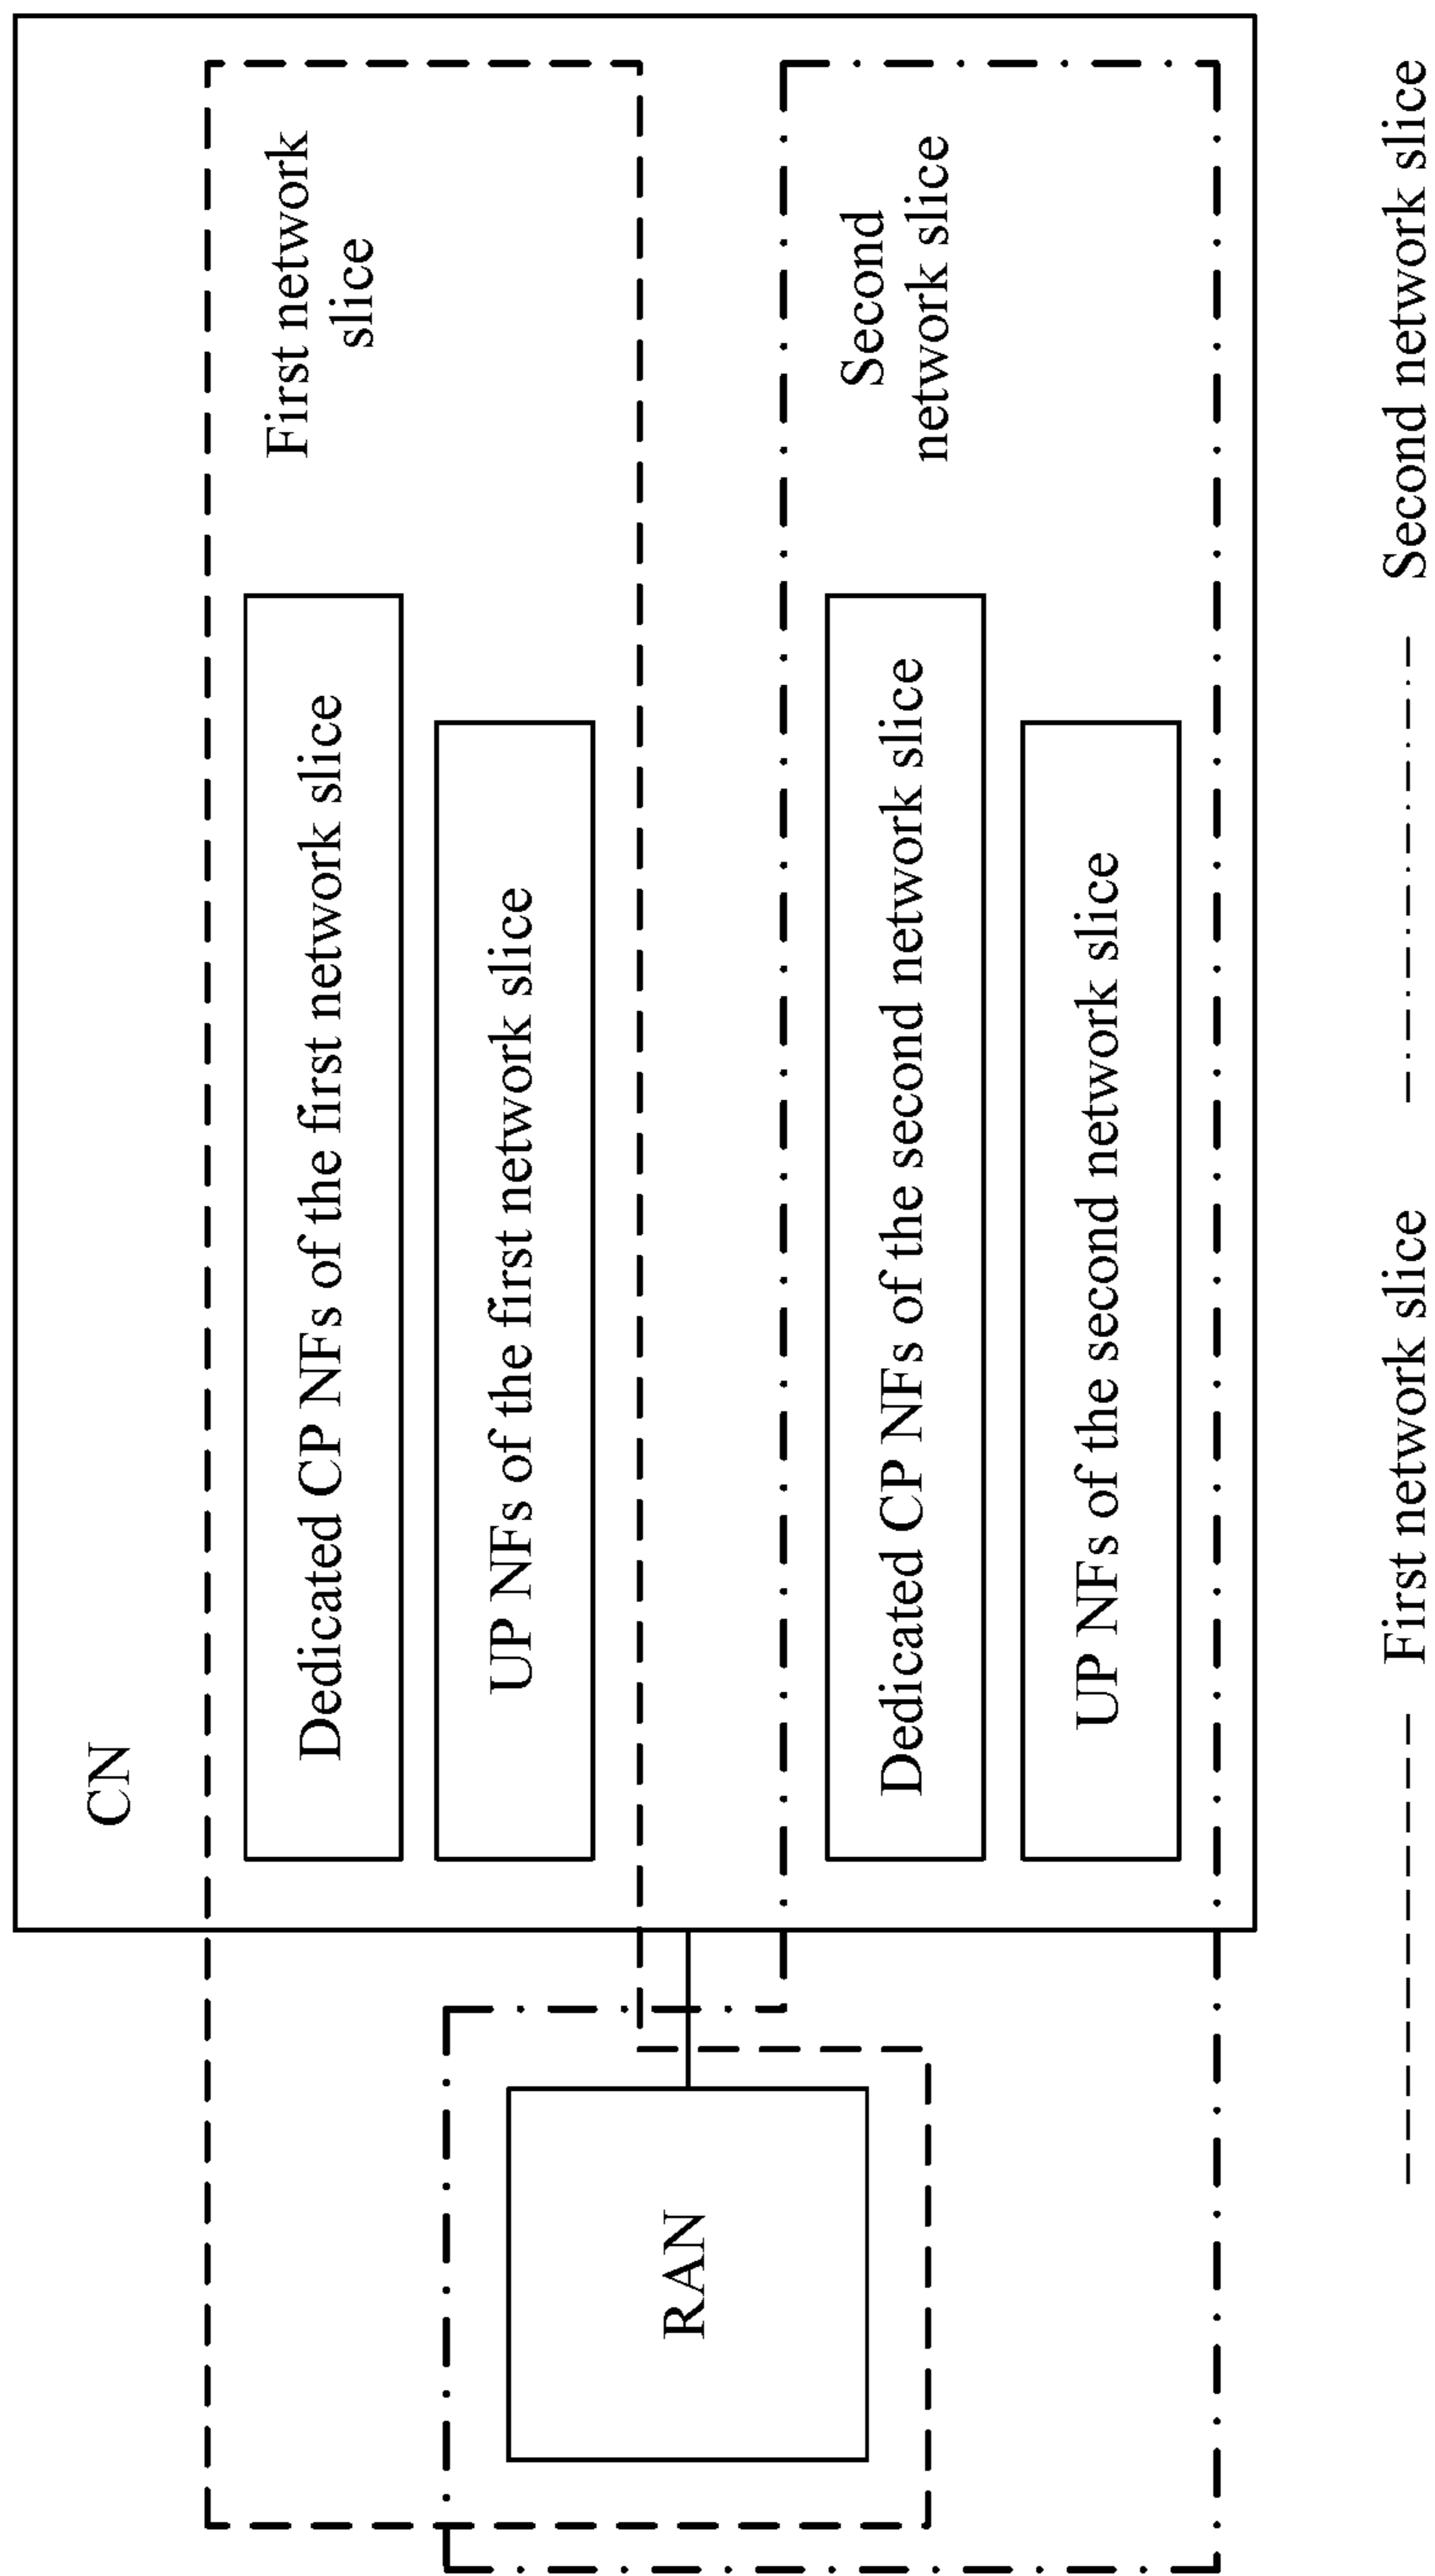 CN
First network
slice
Dedicated CP NFs of the first network slice
UP NFs of the first network slice
RAN
Second
network slice
Dedicated CP NFs of the second network slice
UP NFs of the second network slice
First network slice
Second network slice